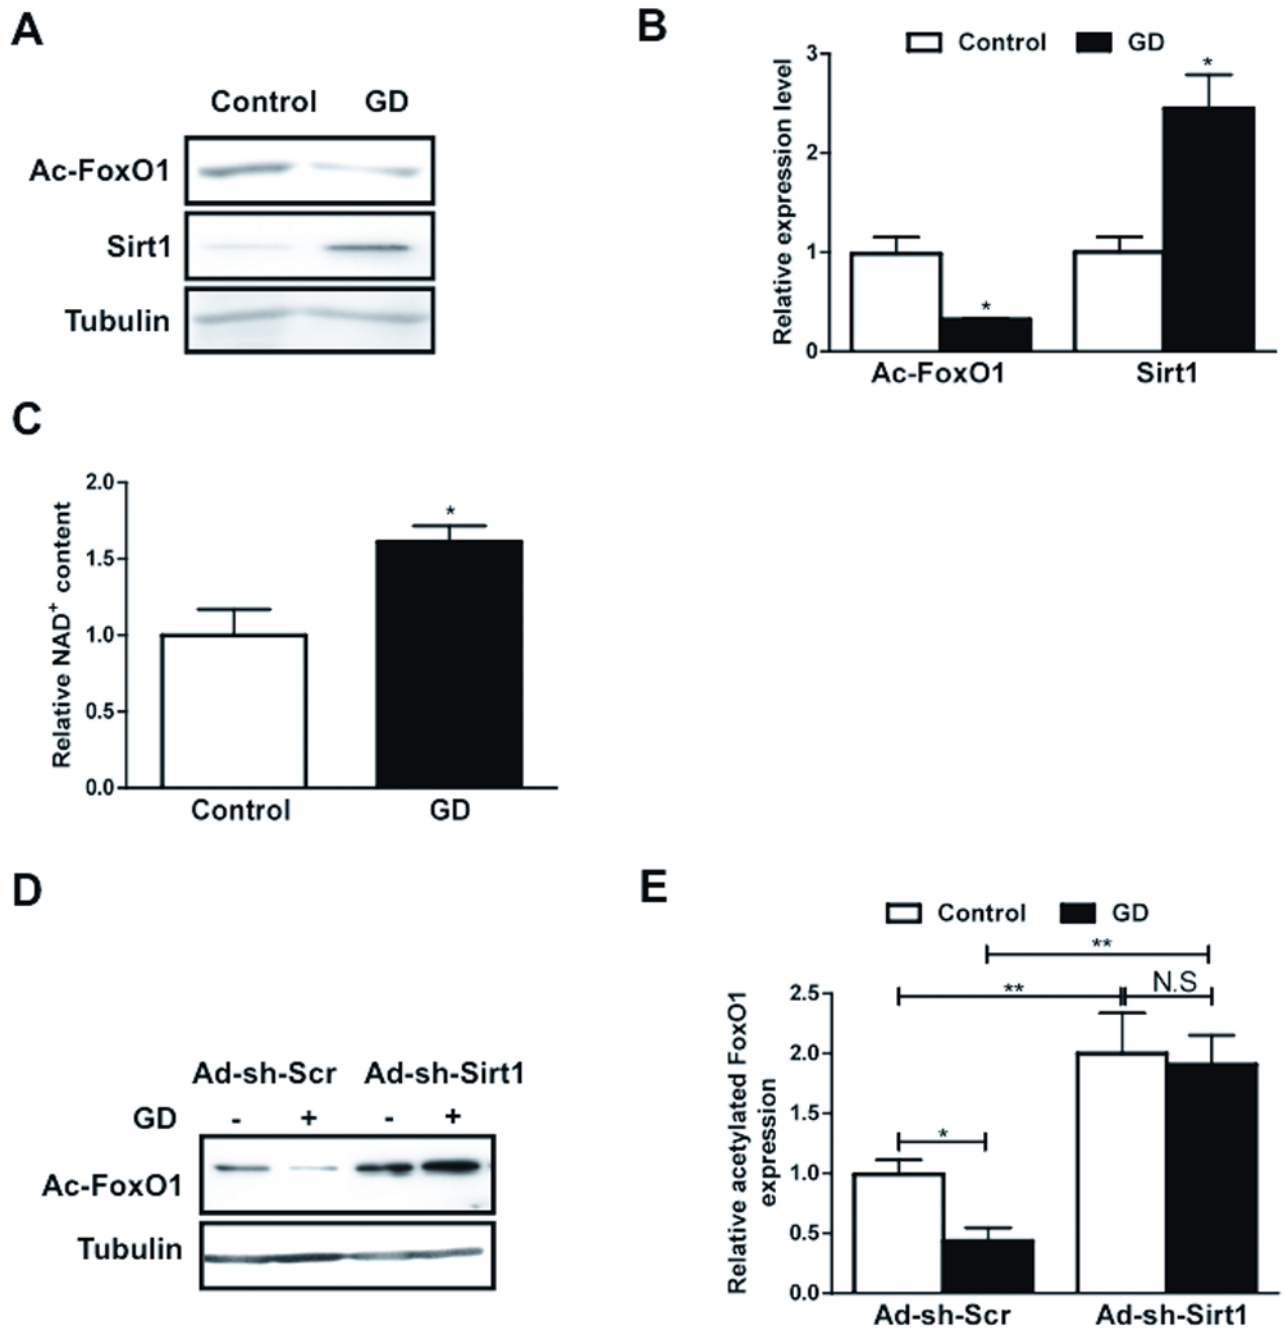 A
Control GD
Ac-FoxO1
Sirt1
Tubulin
B
Control GD
Relative expression level
3
2
1
0
* *
Ac-FoxO1 Sirt1
C
Relative NAD+ content
2.0
1.5
1.0
0.5
0.0
*
Control GD
D
Ad-sh-Scr Ad-sh-Sirt1
GD - + - +
Ac-FoxO1
Tubulin
E
Control GD
**
** N.S
*
Relative acetylated FoxO1
expression
2.5
2.0
1.5
1.0
0.5
0.0
Ad-sh-Scr Ad-sh-Sirt1